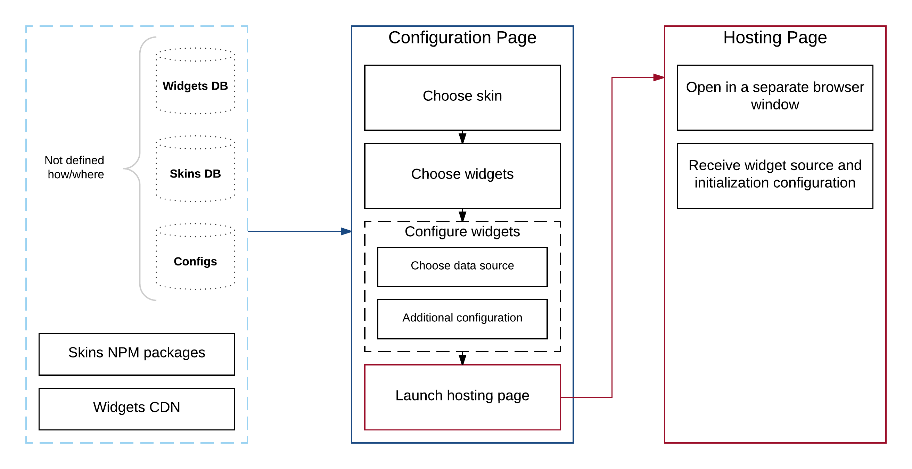 Widgets DB
Not defined
how/where
Skins DB
Configs
Skins NPM packages
Widgets CDN
Configuration Page
Choose skin
Choose widgets
Configure widgets
Choose data source
Additional configuration
Launch hosting page
Hosting Page
Open in a separate browser
window
Receive widget source and
initialization configuration